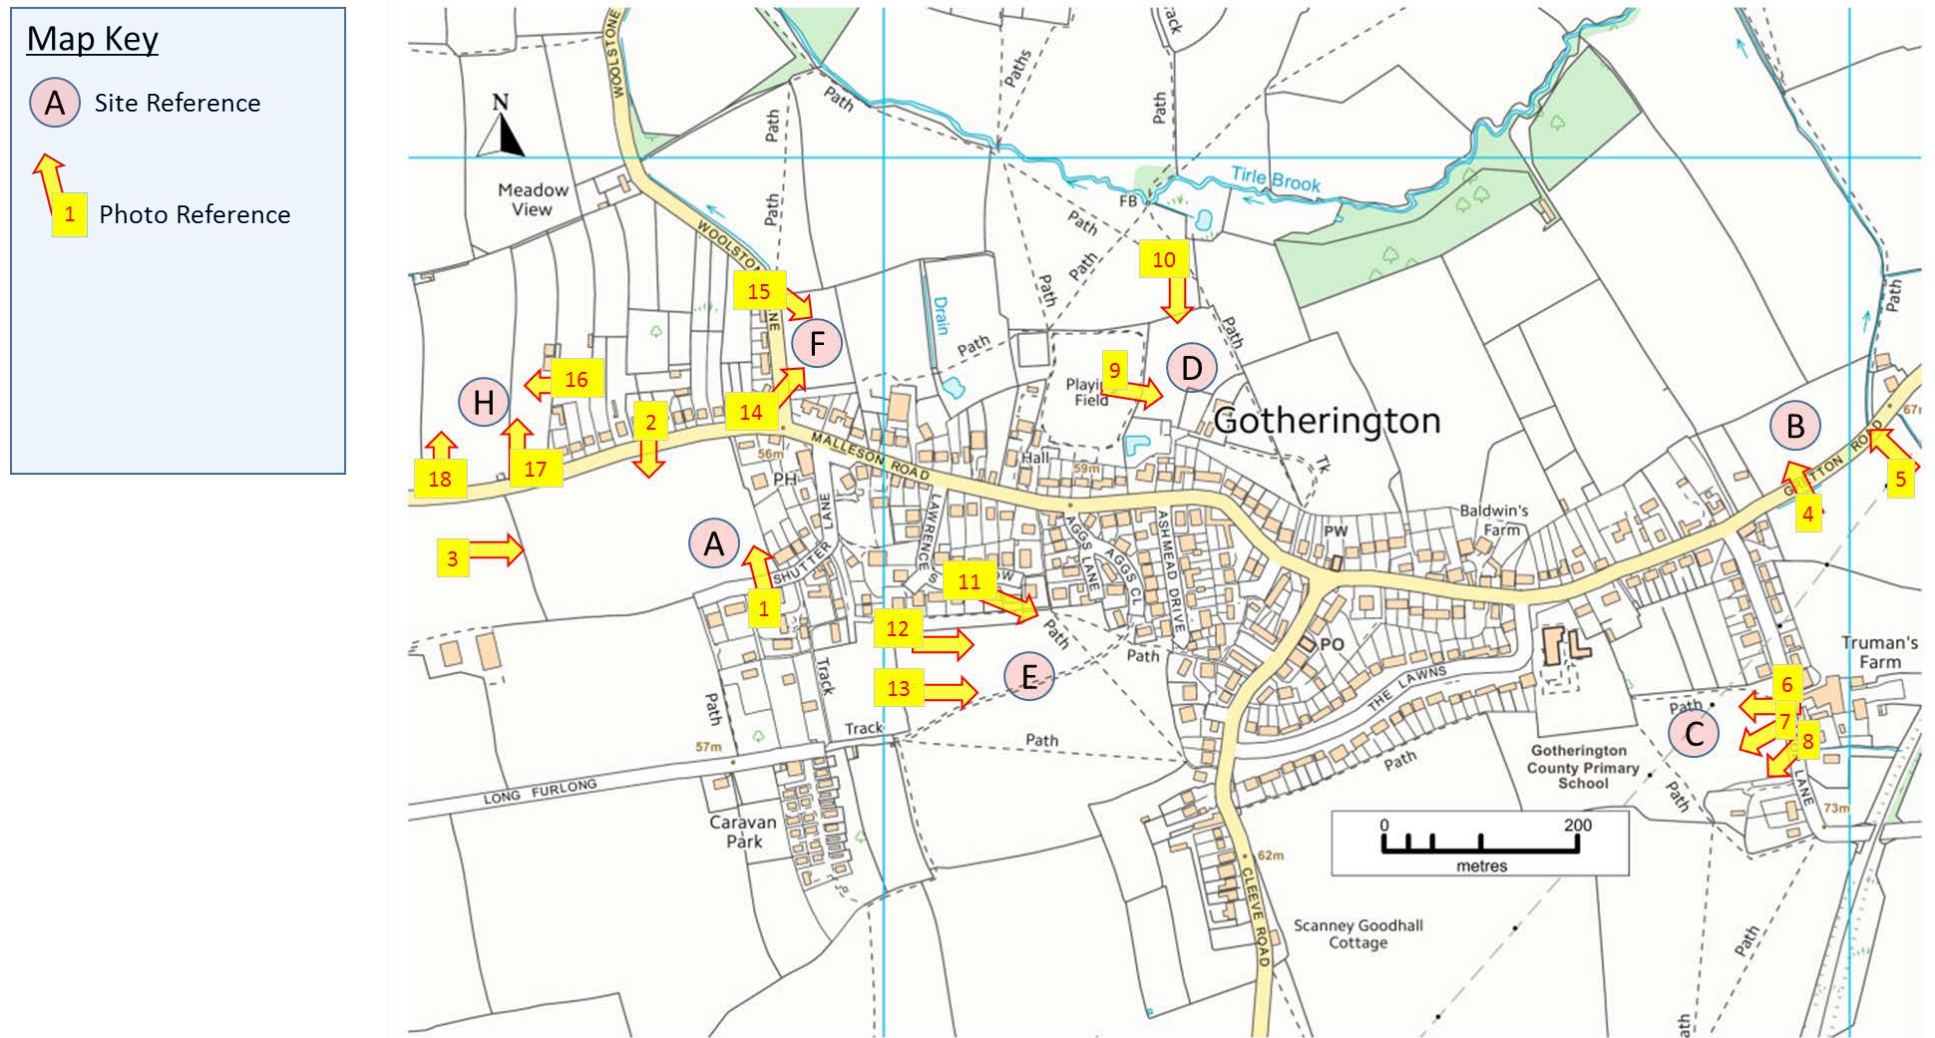 Map Key
A Site Reference
1 Photo Reference
N
WOOLSTONE
Path
Paths
Path
Path
Path
Meadow
View
FB
Tirle Brook
Path
Path
Path
Path
Path
Drain
Path
10
15
F
16
H
2
14
9
D
Playing
Field
Gotherington
B
67
18
17
56m
MALLESON ROAD
PH
Hall
59m
Tk
GRETTON ROAD
5
4
3
A
LANE
SHUTTER
LAWRENCE
AGGS LANE
AGGS CL
ASHMEAD DRIVE
PW
Baldwin's
Farm
11
1
12
Path
Path
PO
13
E
THE LAWNS
Truman's
Farm
6
Path
7
C
8
LANE
Path
Track
Track
Path
57m
LONG FURLONG
Caravan
Park
Path
Gotherington
County Primary
School
Path
73m
0 200
metres
62m
CLEEVE ROAD
Scanney Goodhall
Cottage
Path